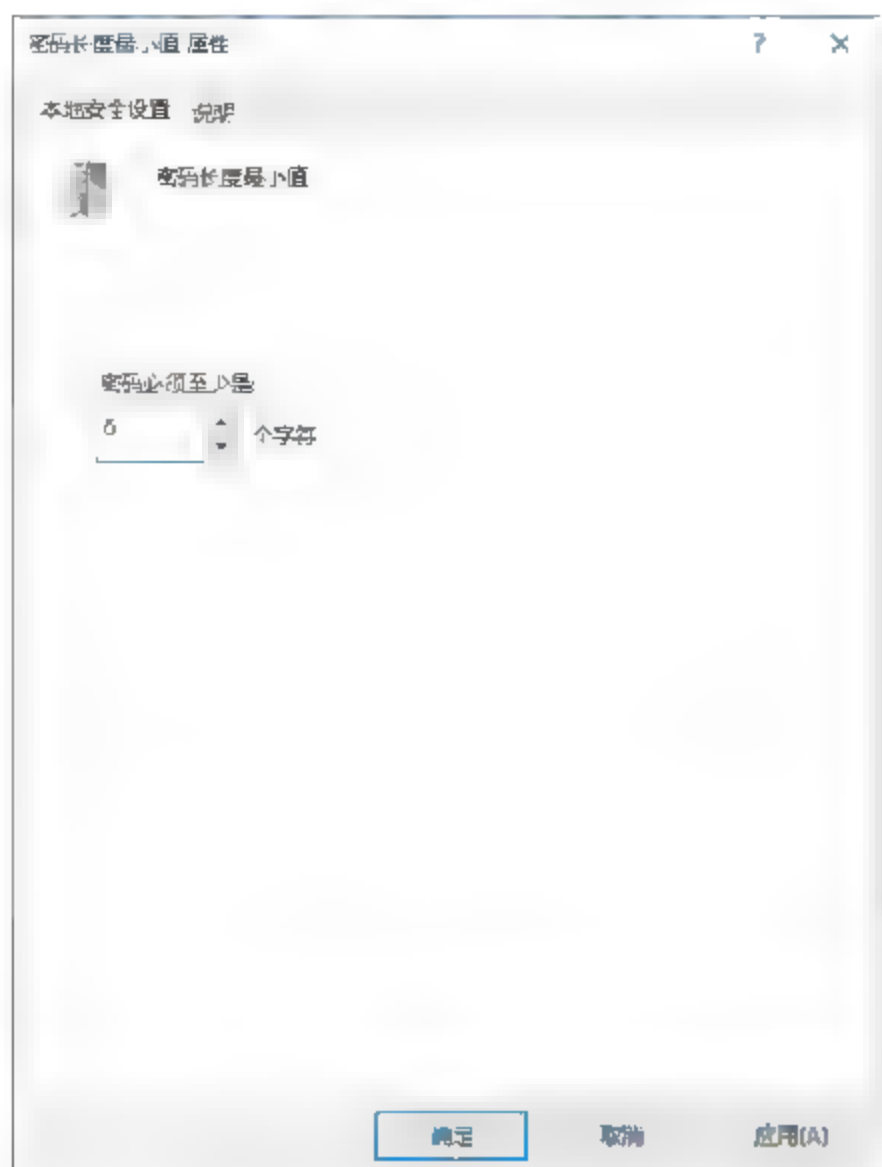 密码长度最小值 属性
? ×
本地安全设置 说明
密码长度最小值
密码必须至少是:
个字符
确定 取消 应用(A)